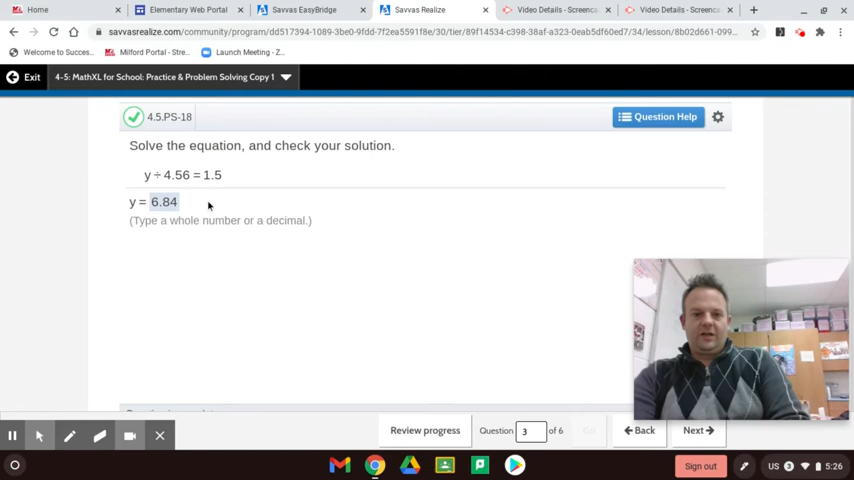 Home
Elementary Web Portal
Savvas EasyBridge
Savvas Realize
Video Details - Screenca
Video Details - Screenca
savvasrealize.com/community/program/dd517394-1089-3be0-9fdd-7f2ea5591f8e/30/tier/89f14536-c398-38af-a323-0eab5df60ed7/34/lesson/8b02d661-099...
Welcome to Succes...
Milford Portal - Stre...
Launch Meeting - Z...
Exit
4-5: MathXL for School: Practice & Problem Solving Copy 1
4.5.PS-18
Question Help
Solve the equation, and check your solution.
y ÷ 4.56 = 1.5
y = 6.84
(Type a whole number or a decimal.)
Review progress
Question 3 of 6
Go
Back
Next
Sign out
US 3 5:26